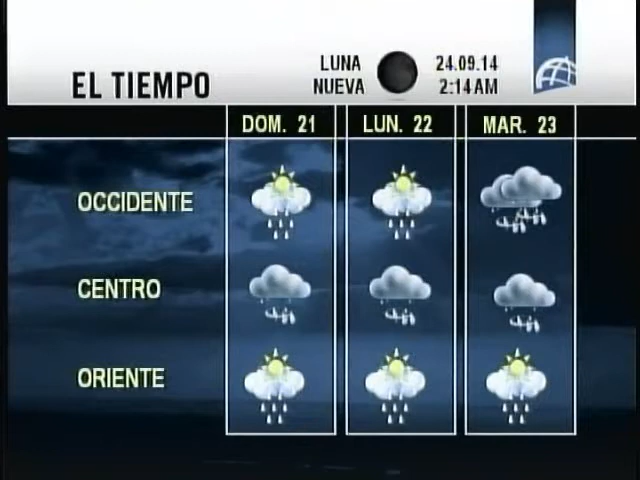 EL TIEMPO
LUNA NUEVA
24.09.14
2:14AM
DOM. 21 LUN. 22 MAR. 23
OCCIDENTE
CENTRO
ORIENTE